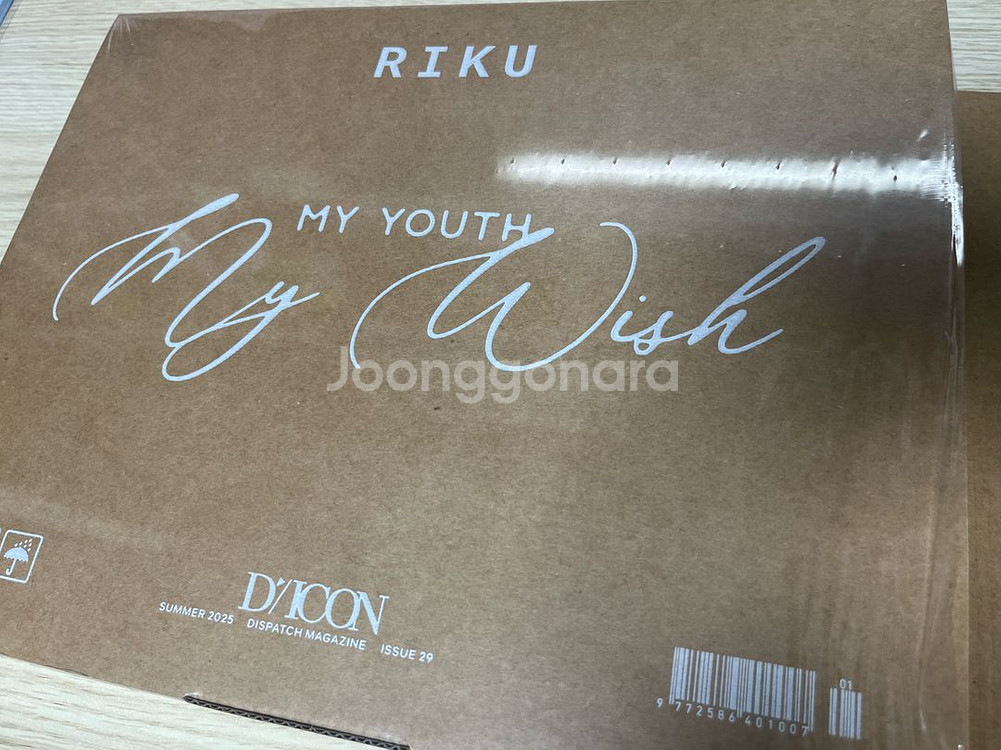 RIKU
MY YOUTH
My Wish
Joonggonara
D/ICON
SUMMER 2025 DISPATCH MAGAZINE ISSUE 29
01
9 772586 401007